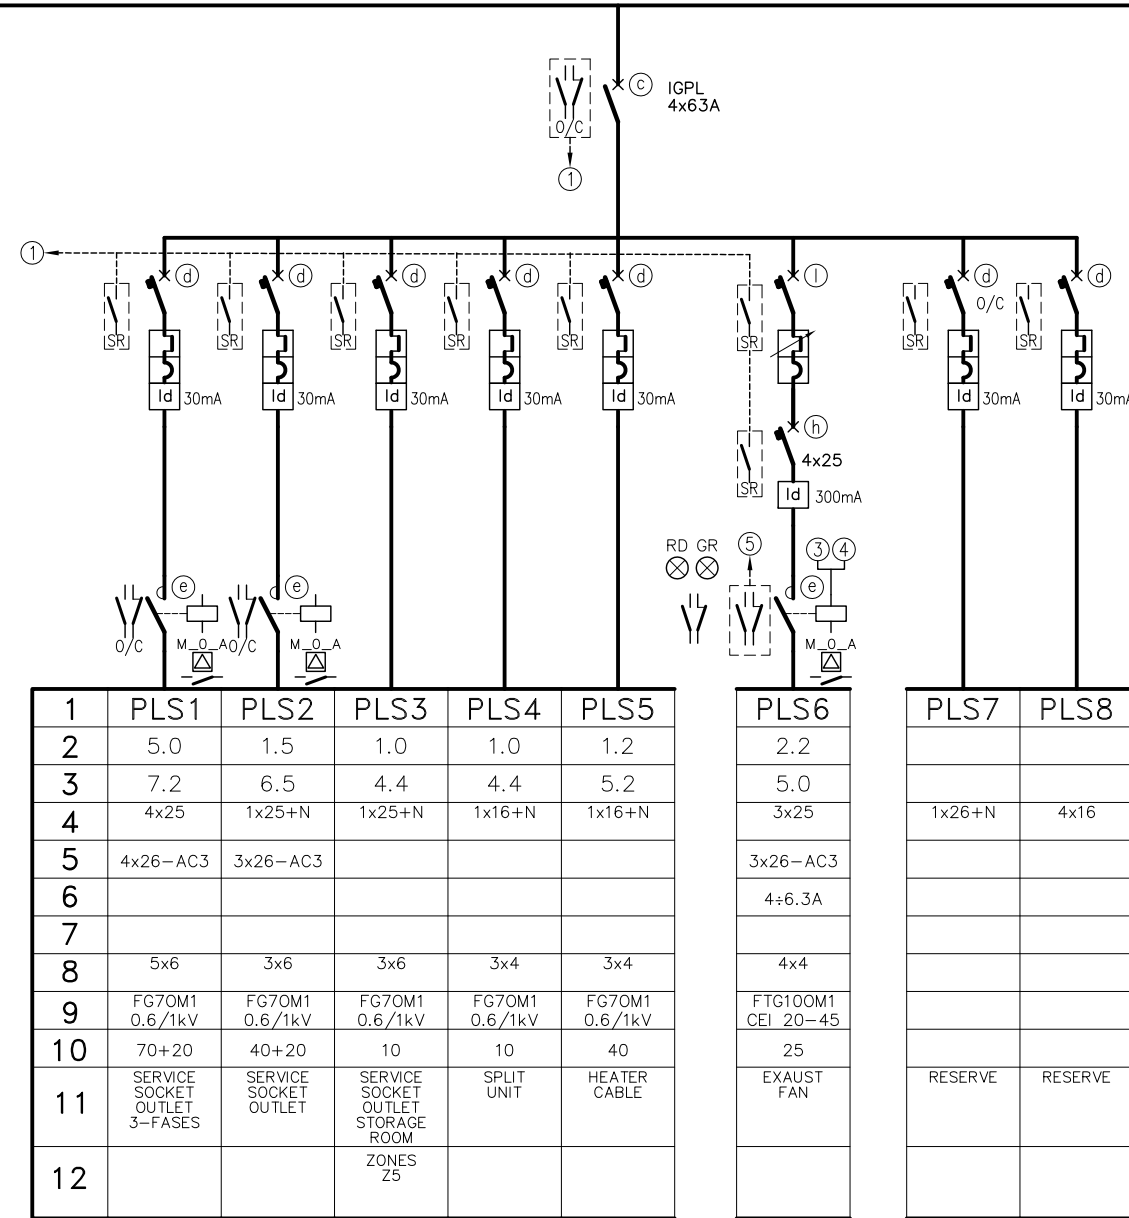 c
IGPL
4x63A
O/C
1
1
d d d d d l d d
O/C
SR SR SR SR SR SR SR SR
Id 30mA Id 30mA Id 30mA Id 30mA Id 30mA Id 30mA Id 30mA
h
4x25
SR
Id 300mA
RD GR 5 3 4
e e e
O/C M_0_A O/C M_0_A M_0_A
1 PLS1 PLS2 PLS3 PLS4 PLS5 PLS6 PLS7 PLS8
2 5.0 1.5 1.0 1.0 1.2 2.2
3 7.2 6.5 4.4 4.4 5.2 5.0
4 4x25 1x25+N 1x25+N 1x16+N 1x16+N 3x25 1x26+N 4x16
5 4x26-AC3 3x26-AC3 3x26-AC3
6 4÷6.3A
7
8 5x6 3x6 3x6 3x4 3x4 4x4
9 FG7OM1 FG7OM1 FG7OM1 FG7OM1 FG7OM1 FTG10OM1
0.6/1kV 0.6/1kV 0.6/1kV 0.6/1kV 0.6/1kV CEI 20-45
10 70+20 40+20 10 10 40 25
11 SERVICE SERVICE SERVICE SPLIT HEATER EXAUST RESERVE RESERVE
SOCKET SOCKET SOCKET UNIT CABLE FAN
OUTLET OUTLET OUTLET
3-FASES STORAGE
ROOM
12 ZONES
Z5